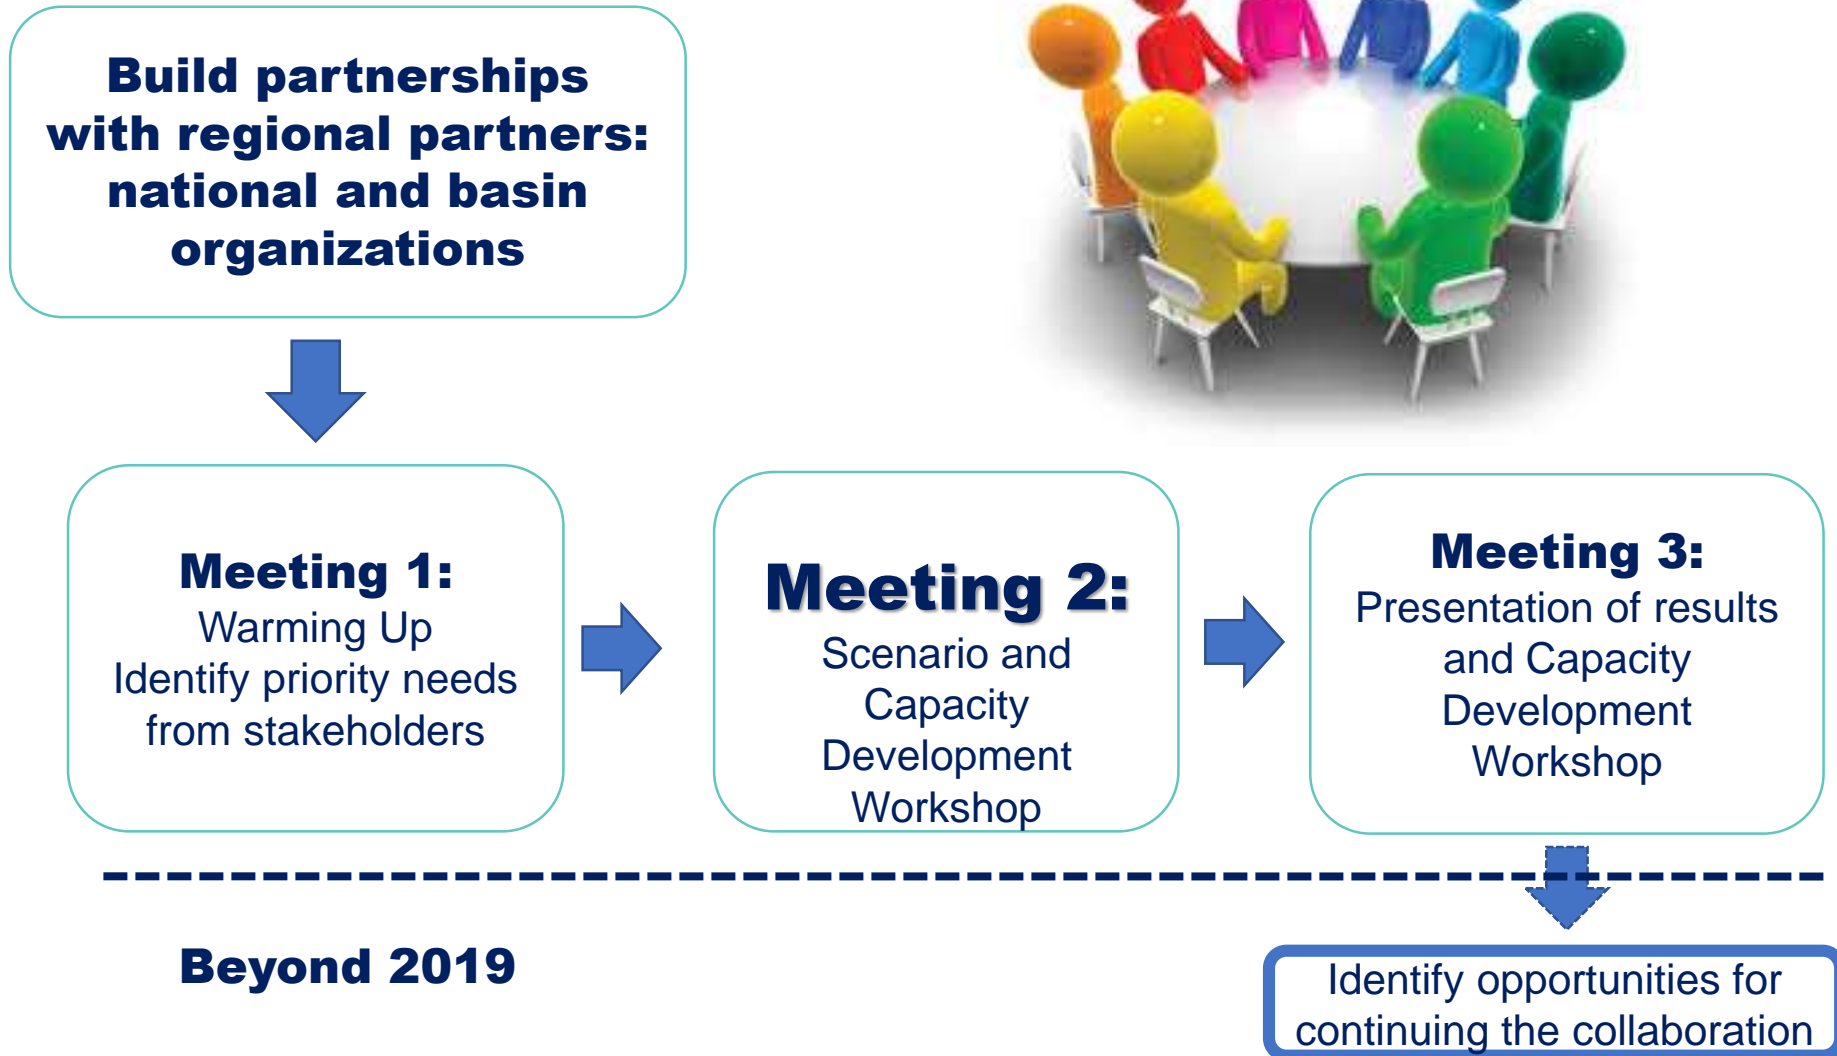 Build partnerships
with regional partners:
national and basin
organizations
Meeting 1:
Warming Up
Identify priority needs
from stakeholders
Meeting 2:
Scenario and
Capacity
Development
Workshop
Meeting 3:
Presentation of results
and Capacity
Development
Workshop
Beyond 2019
Identify opportunities for
continuing the collaboration